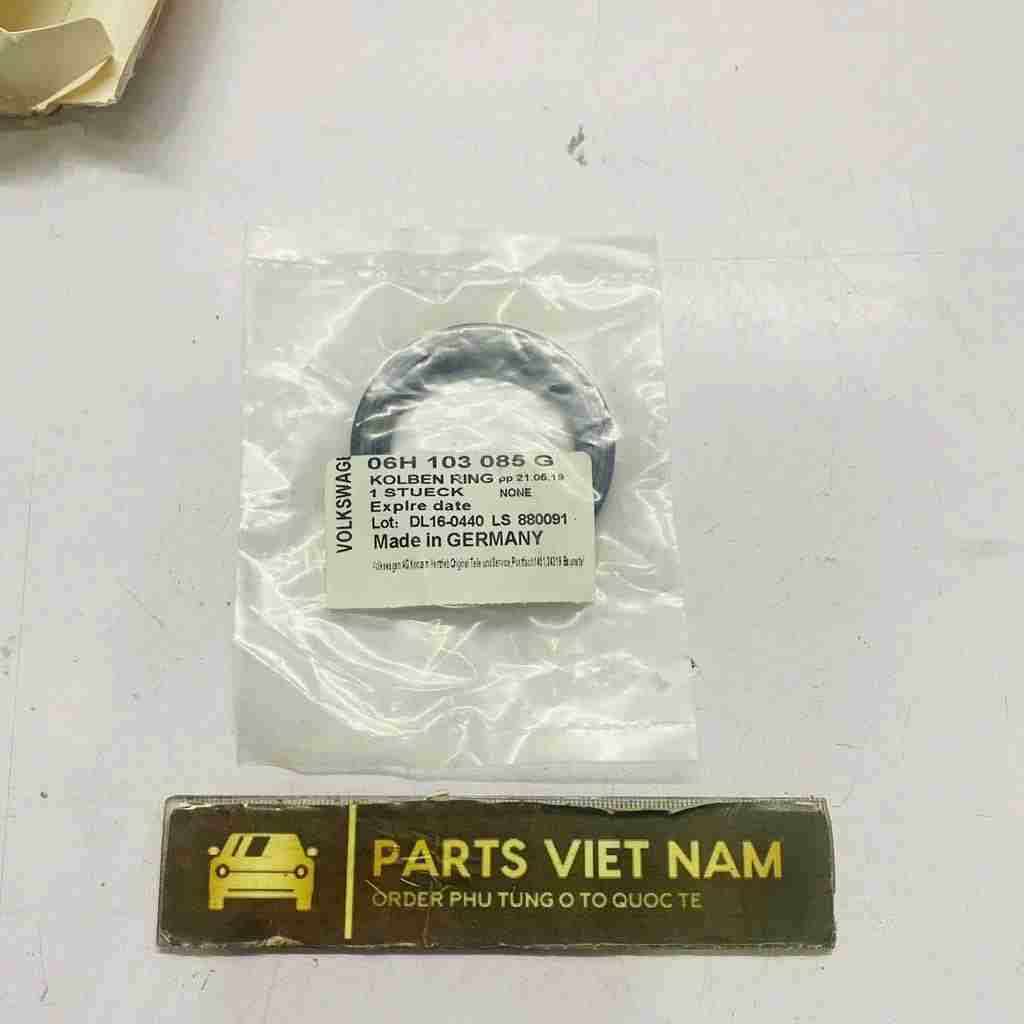 VOLKSWAGE
06H 103 085 G
KOLBEN RING pp 21.06.19
1 STUECK NONE
Expire date
Lot: DL16-0440 LS 880091
Made in GERMANY
PARTS VIET NAM
ORDER PHU TUNG O TO QUOC TE